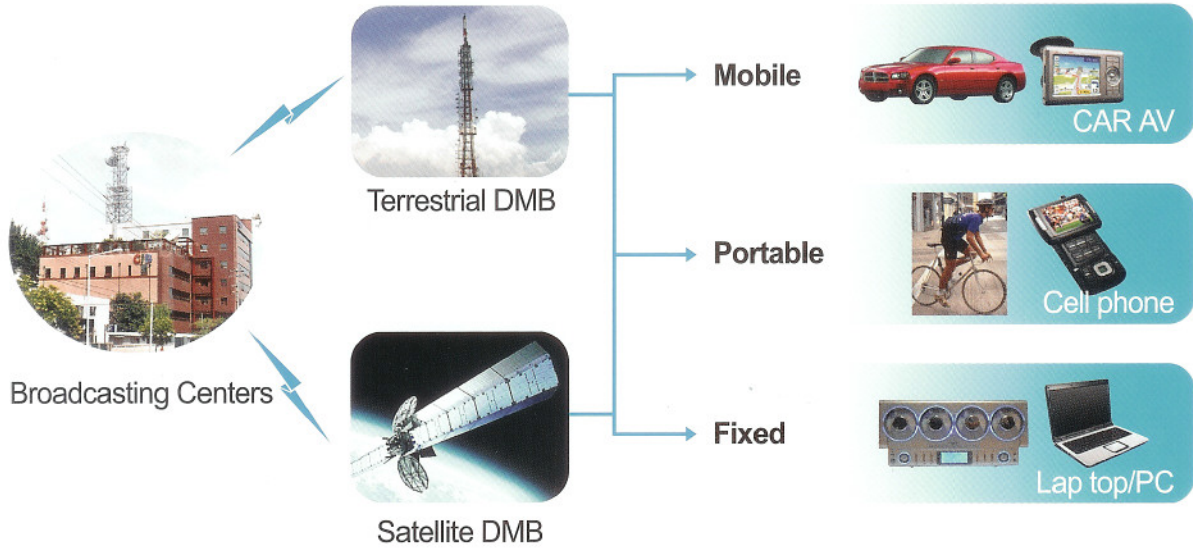 Terrestrial DMB
Broadcasting Centers
Satellite DMB
Mobile
CAR AV
Portable
Cell phone
Fixed
Lap top/PC